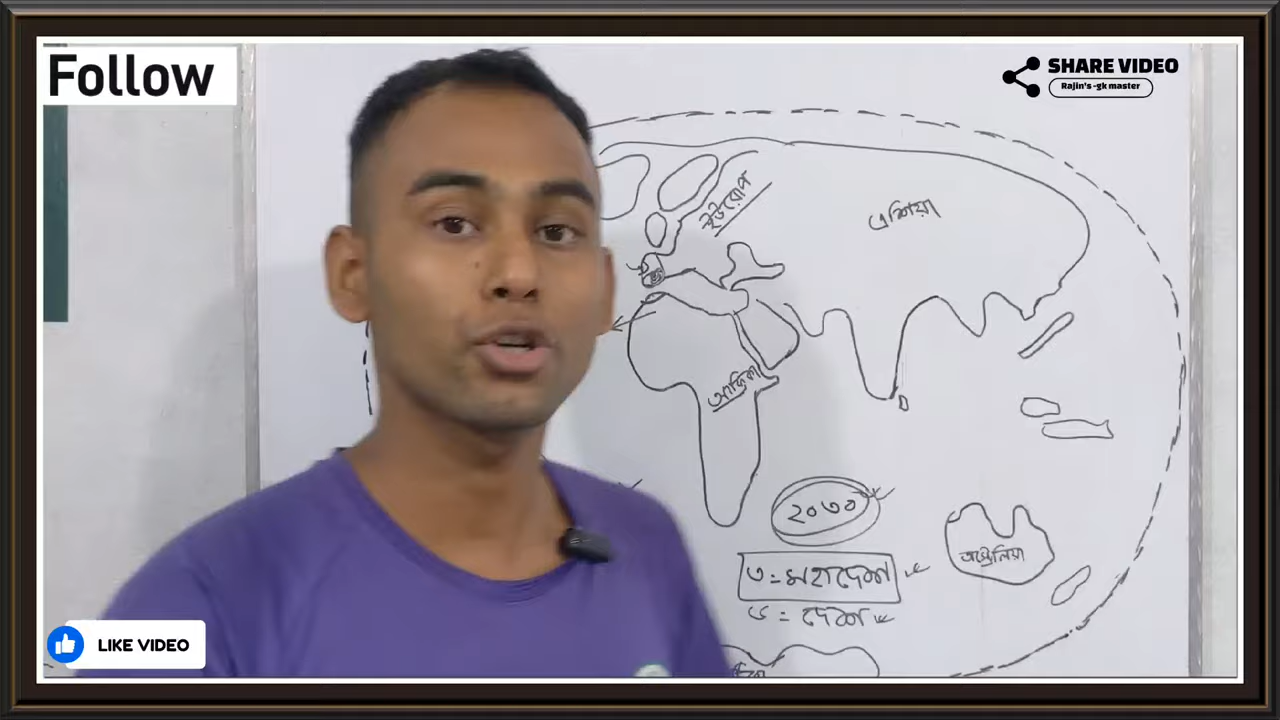 Follow
SHARE VIDEO
Rajin's -gk master
ইউরোপ
এশিয়া
আফ্রিকা
২০৩০
অস্ট্রেলিয়া
৩ = মহাদেশ
৬ = দেশ
LIKE VIDEO